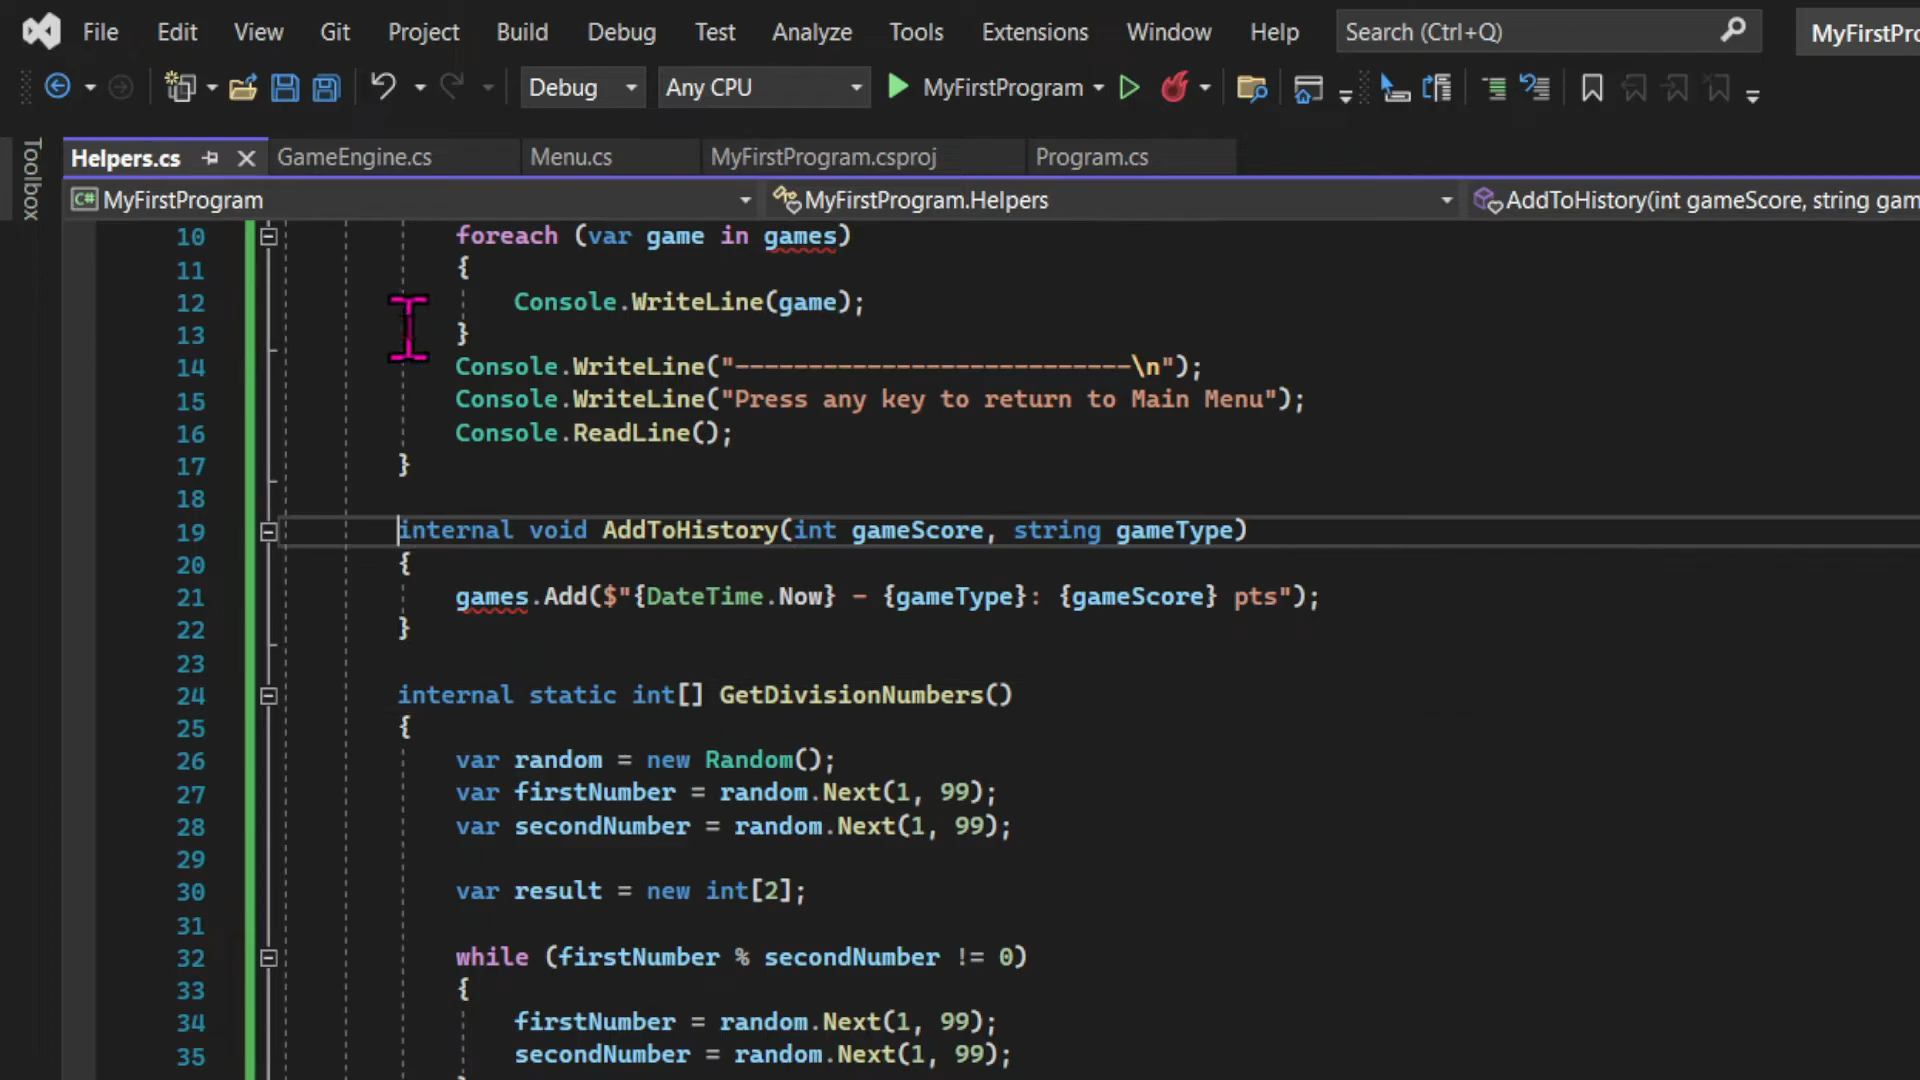 File Edit View Git Project Build Debug Test Analyze Tools Extensions Window Help Search (Ctrl+Q) MyFirstPro
Debug Any CPU MyFirstProgram
Toolbox
Helpers.cs GameEngine.cs Menu.cs MyFirstProgram.csproj Program.cs
C# MyFirstProgram MyFirstProgram.Helpers AddToHistory(int gameScore, string gam
10 foreach (var game in games)
11 {
12 Console.WriteLine(game);
13 }
14 Console.WriteLine("---------------------------\n");
15 Console.WriteLine("Press any key to return to Main Menu");
16 Console.ReadLine();
17 }
18
19 internal void AddToHistory(int gameScore, string gameType)
20 {
21 games.Add($"{DateTime.Now} - {gameType}: {gameScore} pts");
22 }
23
24 internal static int[] GetDivisionNumbers()
25 {
26 var random = new Random();
27 var firstNumber = random.Next(1, 99);
28 var secondNumber = random.Next(1, 99);
29
30 var result = new int[2];
31
32 while (firstNumber % secondNumber != 0)
33 {
34 firstNumber = random.Next(1, 99);
35 secondNumber = random.Next(1, 99);